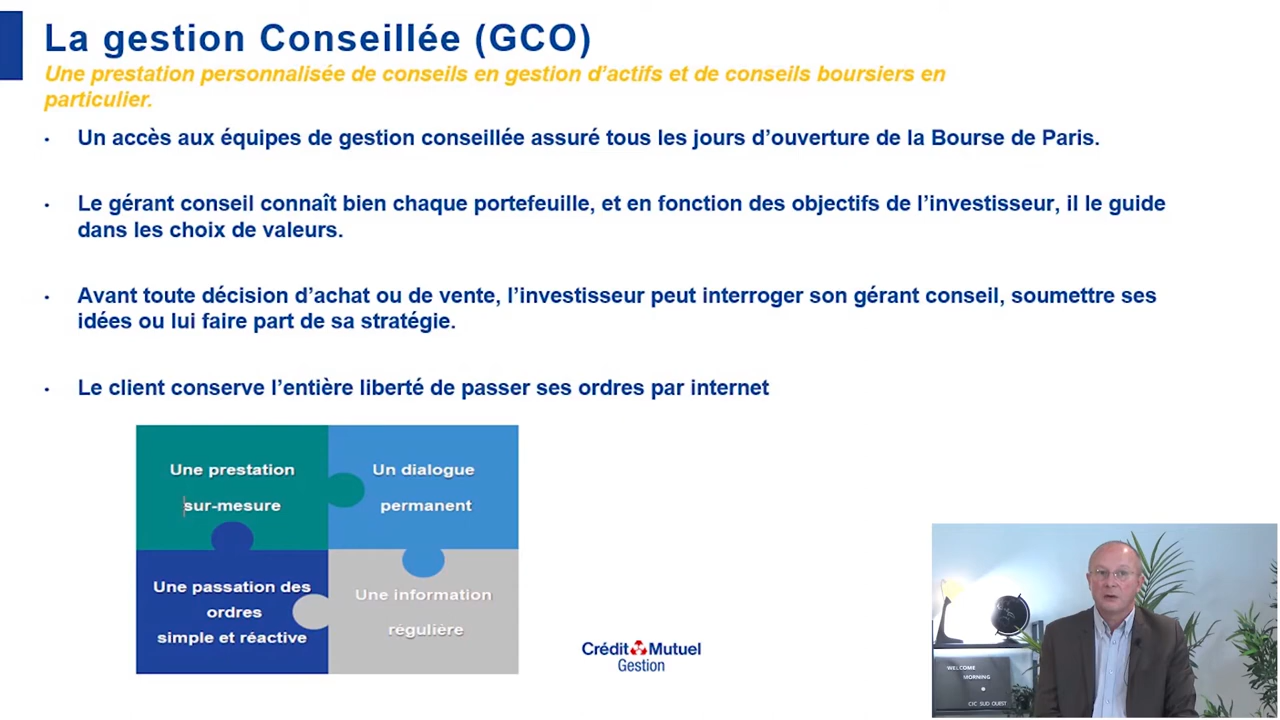 La gestion Conseillée (GCO)
Une prestation personnalisée de conseils en gestion d'actifs et de conseils boursiers en
particulier.
• Un accès aux équipes de gestion conseillée assuré tous les jours d'ouverture de la Bourse de Paris.
• Le gérant conseil connaît bien chaque portefeuille, et en fonction des objectifs de l'investisseur, il le guide
dans les choix de valeurs.
• Avant toute décision d'achat ou de vente, l'investisseur peut interroger son gérant conseil, soumettre ses
idées ou lui faire part de sa stratégie.
• Le client conserve l'entière liberté de passer ses ordres par internet
Une prestation
sur-mesure
Un dialogue
permanent
Une passation des
ordres
simple et réactive
Une information
régulière
Crédit Mutuel
Gestion
WELCOME
MORNING
CIC SUD OUEST